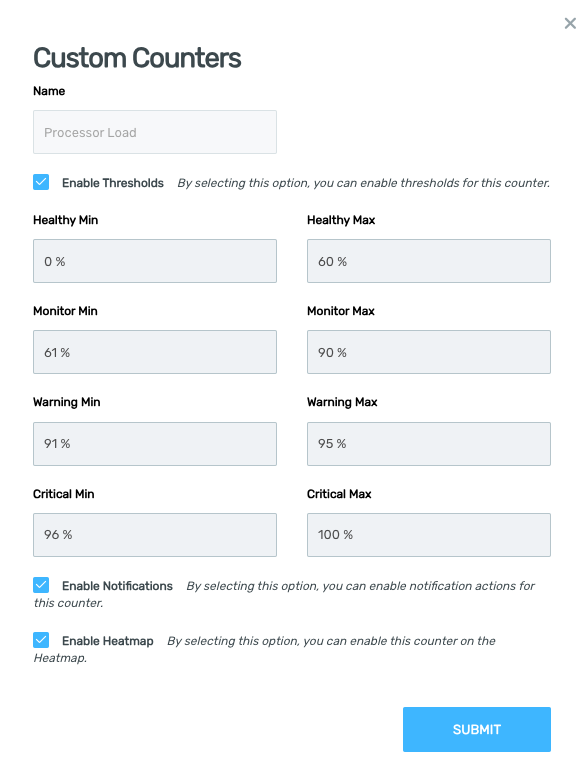 ×
Custom Counters
Name
Processor Load
Enable Thresholds By selecting this option, you can enable thresholds for this counter.
Healthy Min
Healthy Max
0 %
60 %
Monitor Min
Monitor Max
61 %
90 %
Warning Min
Warning Max
91 %
95 %
Critical Min
Critical Max
96 %
100 %
Enable Notifications By selecting this option, you can enable notification actions for
this counter.
Enable Heatmap By selecting this option, you can enable this counter on the
Heatmap.
SUBMIT